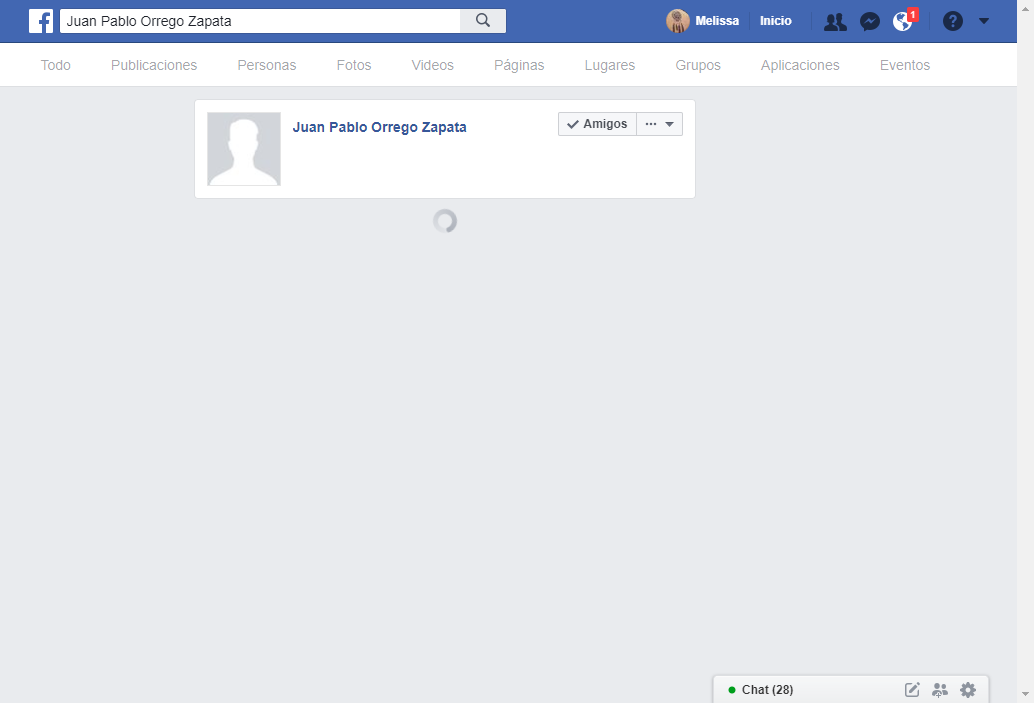 Juan Pablo Orrego Zapata
Melissa Inicio 1
Todo Publicaciones Personas Fotos Videos Páginas Lugares Grupos Aplicaciones Eventos
Juan Pablo Orrego Zapata
Amigos
Chat (28)